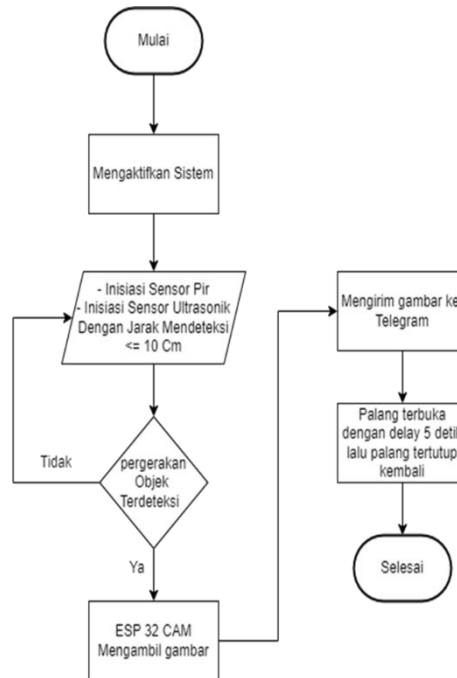 Mulai
Mengaktifkan Sistem
- Inisiasi Sensor Pir
- Inisiasi Sensor Ultrasonik
Dengan Jarak Mendeteksi
<= 10 Cm
pergerakan
Objek
Terdeteksi
Tidak
Ya
ESP 32 CAM
Mengambil gambar
Mengirim gambar ke
Telegram
Palang terbuka
dengan delay 5 detik
lalu palang tertutup
kembali
Selesai